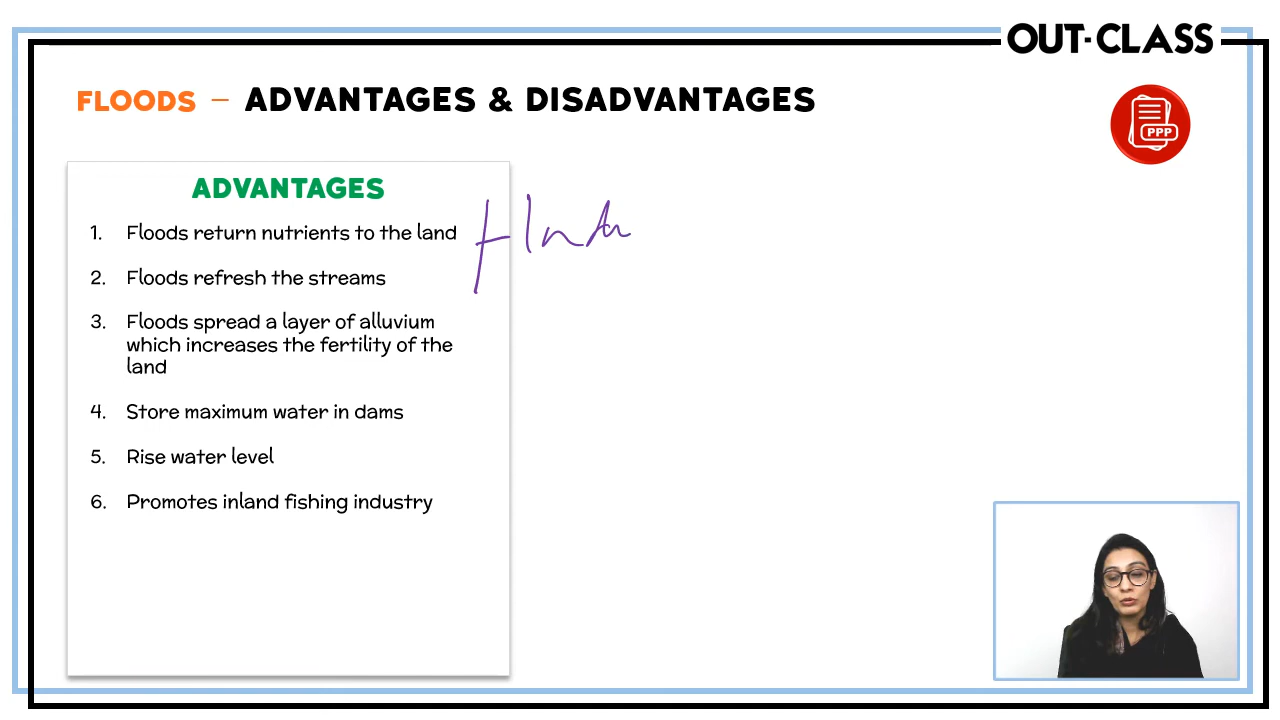 OUT-CLASS
FLOODS – ADVANTAGES & DISADVANTAGES
PPP
ADVANTAGES
1. Floods return nutrients to the land
2. Floods refresh the streams
3. Floods spread a layer of alluvium
which increases the fertility of the
land
4. Store maximum water in dams
5. Rise water level
6. Promotes inland fishing industry